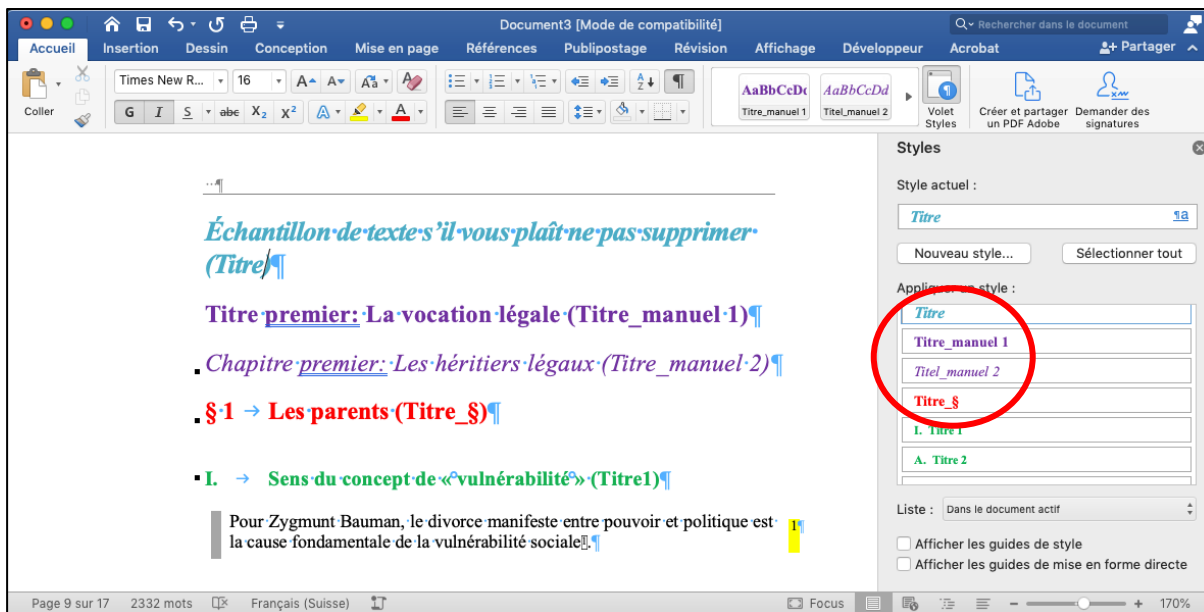 Document3 [Mode de compatibilité]
Rechercher dans le document
Accueil Insertion Dessin Conception Mise en page Références Publipostage Révision Affichage Développeur Acrobat Partager
Coller
Times New R... 16 A A Aa A
G I S abc X₂ X² A A
A Z ¶
AaBbCcDc AaBbCcDd
Titre_manuel 1 Titel_manuel 2
Volet Styles
Créer et partager un PDF Adobe
Demander des signatures
··¶
Échantillon·de·texte·s’il·vous·plaît·ne·pas·supprimer·
(Titre)¶
Titre·premier:·La·vocation·légale·(Titre_manuel·1)¶
Chapitre·premier:·Les·héritiers·légaux·(Titre_manuel·2)¶
§·1 → Les·parents·(Titre_§)¶
I. → Sens·du·concept·de·«°vulnérabilité°»·(Titre1)¶
Pour·Zygmunt·Bauman,·le·divorce·manifeste·entre·pouvoir·et·politique·est·
la·cause·fondamentale·de·la·vulnérabilité·sociale.¶
1¶
Styles
Style actuel :
Titre ¶a
Nouveau style... Sélectionner tout
Appliquer un style :
Titre
Titre_manuel 1
Titel_manuel 2
Titre_§
I. Titre 1
A. Titre 2
Liste : Dans le document actif
Afficher les guides de style
Afficher les guides de mise en forme directe
Page 9 sur 17 2332 mots Français (Suisse) Focus 170%